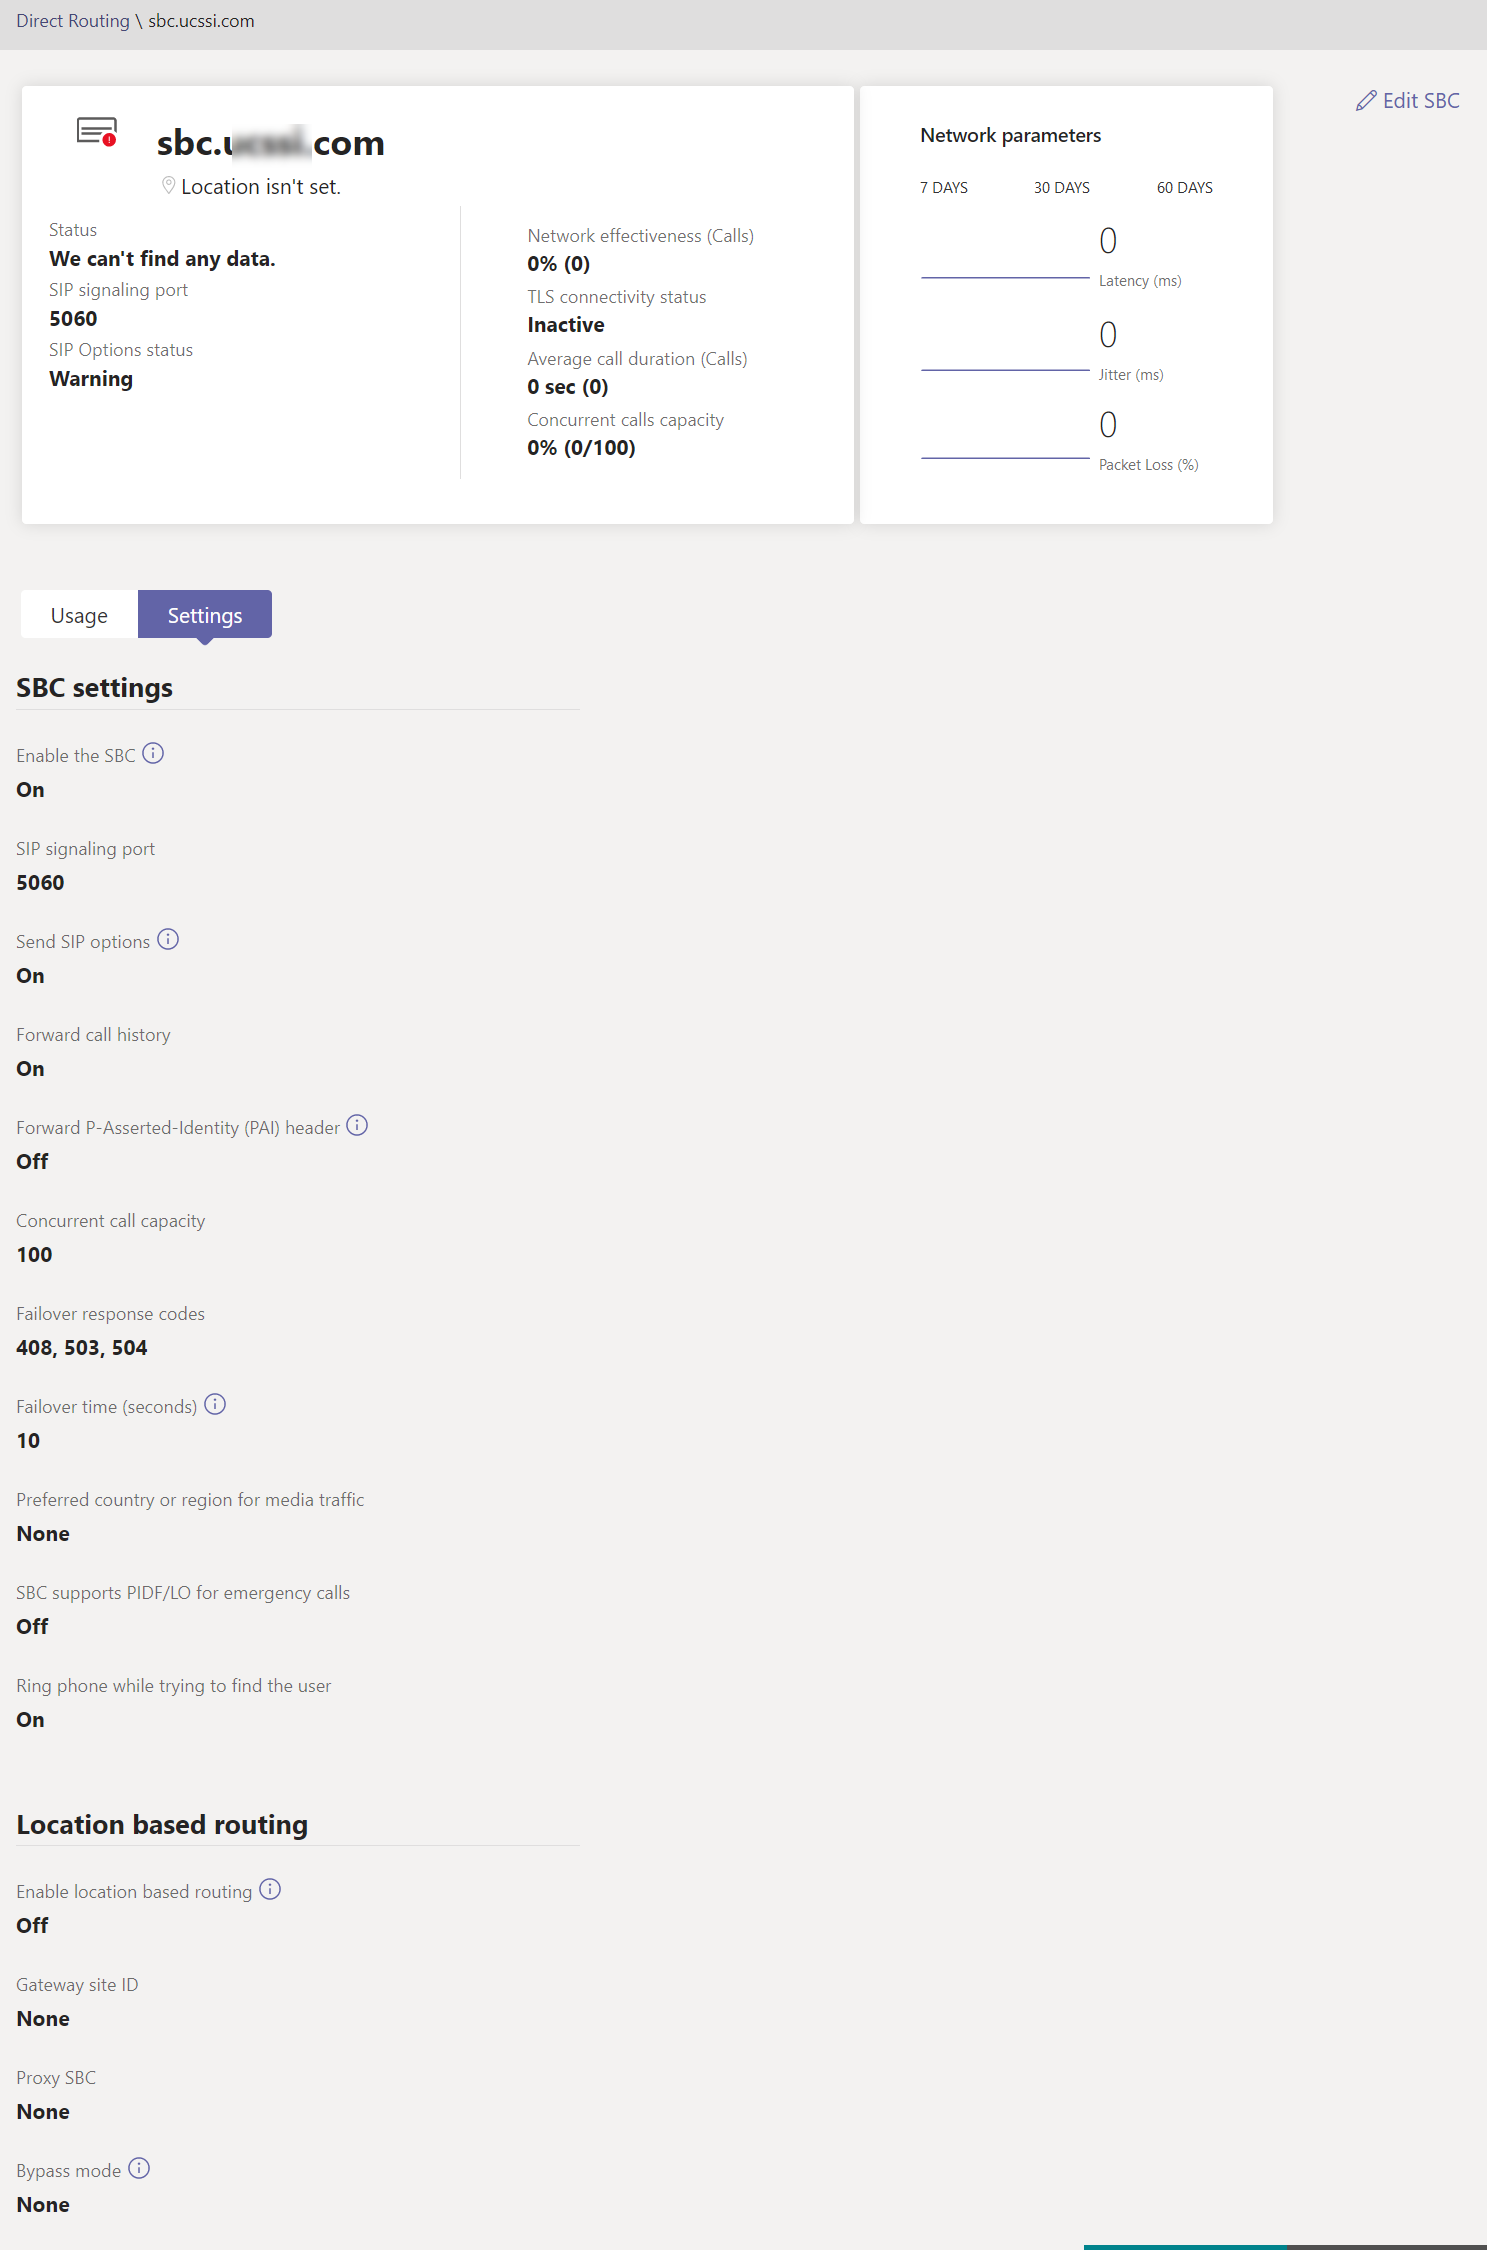 Direct Routing \ sbc.ucssi.com
Edit SBC
sbc. com
Location isn't set.
Status
We can't find any data.
SIP signaling port
5060
SIP Options status
Warning
Network effectiveness (Calls)
0% (0)
TLS connectivity status
Inactive
Average call duration (Calls)
0 sec (0)
Concurrent calls capacity
0% (0/100)
Network parameters
7 DAYS 30 DAYS 60 DAYS
0
Latency (ms)
0
Jitter (ms)
0
Packet Loss (%)
Usage Settings
SBC settings
Enable the SBC
On
SIP signaling port
5060
Send SIP options
On
Forward call history
On
Forward P-Asserted-Identity (PAI) header
Off
Concurrent call capacity
100
Failover response codes
408, 503, 504
Failover time (seconds)
10
Preferred country or region for media traffic
None
SBC supports PIDF/LO for emergency calls
Off
Ring phone while trying to find the user
On
Location based routing
Enable location based routing
Off
Gateway site ID
None
Proxy SBC
None
Bypass mode
None